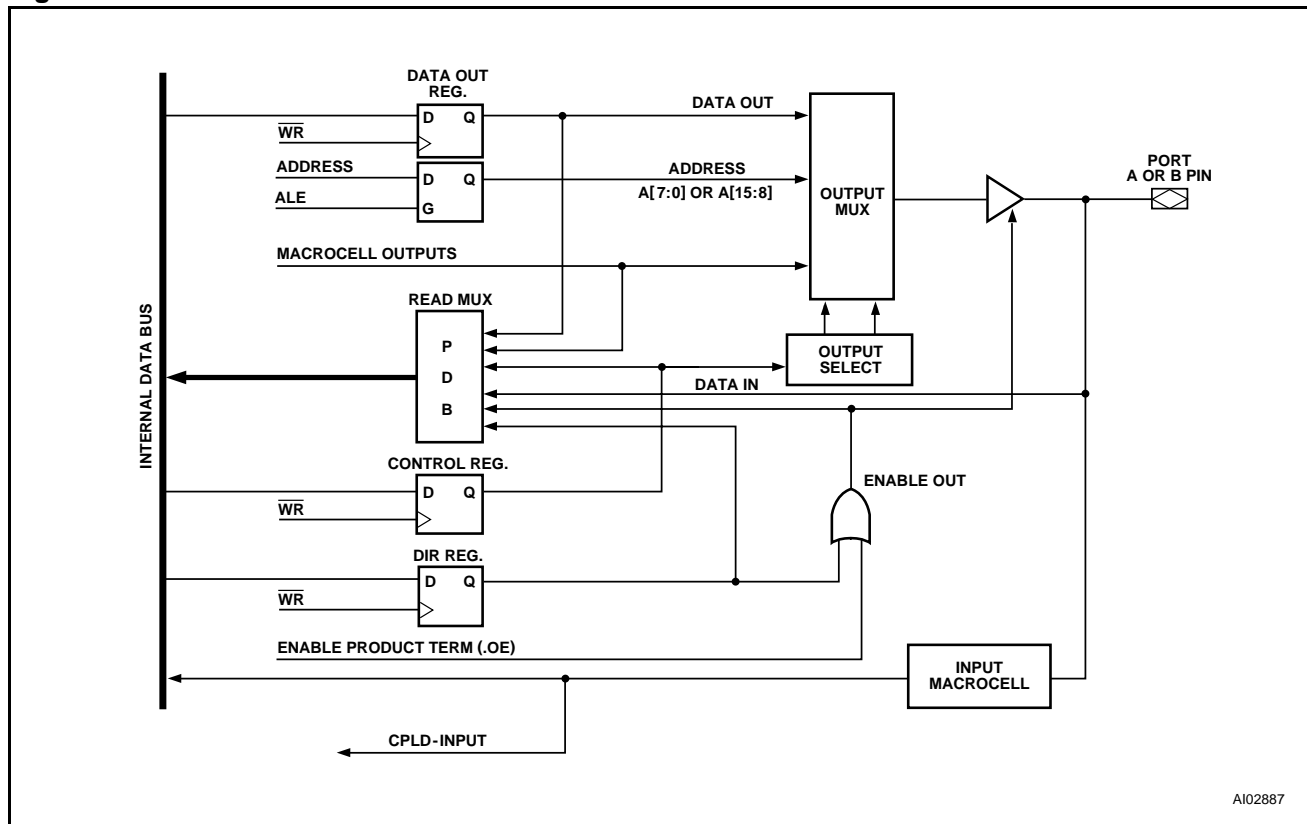 DATA OUT
REG.
D Q
WR
DATA OUT
ADDRESS
ALE
D Q
G
ADDRESS
A[7:0] OR A[15:8]
OUTPUT
MUX
PORT
A OR B PIN
MACROCELL OUTPUTS
READ MUX
P
D
B
OUTPUT
SELECT
DATA IN
INTERNAL DATA BUS
CONTROL REG.
D Q
WR
ENABLE OUT
DIR REG.
D Q
WR
ENABLE PRODUCT TERM (.OE)
INPUT
MACROCELL
CPLD-INPUT
AI02887